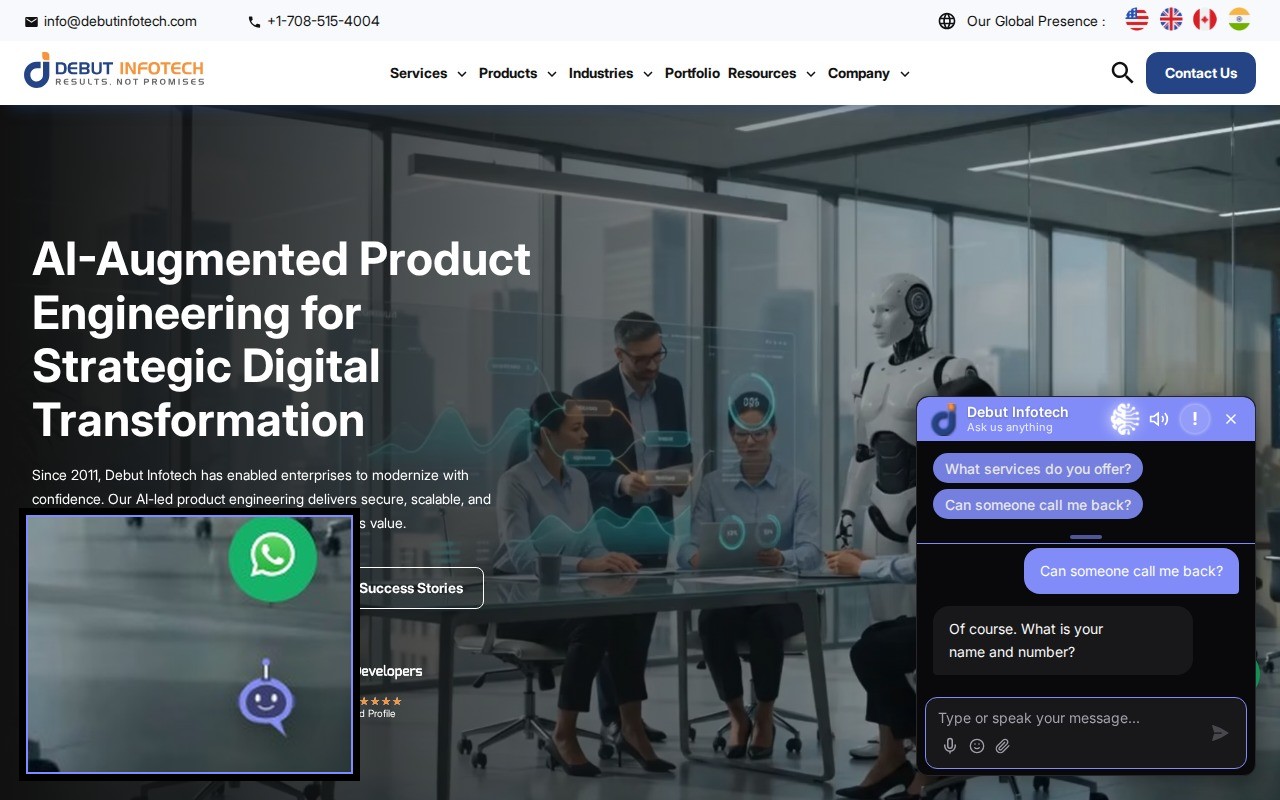 info@debutinfotech.com
+1-708-515-4004
Our Global Presence :
DEBUT INFOTECH
RESULTS. NOT PROMISES
Services
Products
Industries
Portfolio
Resources
Company
Contact Us
AI-Augmented Product
Engineering for
Strategic Digital
Transformation
Since 2011, Debut Infotech has enabled enterprises to modernize with
confidence. Our AI-led product engineering delivers secure, scalable, and
s value.
Success Stories
Developers
d Profile
Debut Infotech
Ask us anything
What services do you offer?
Can someone call me back?
Can someone call me back?
Of course. What is your
name and number?
Type or speak your message...